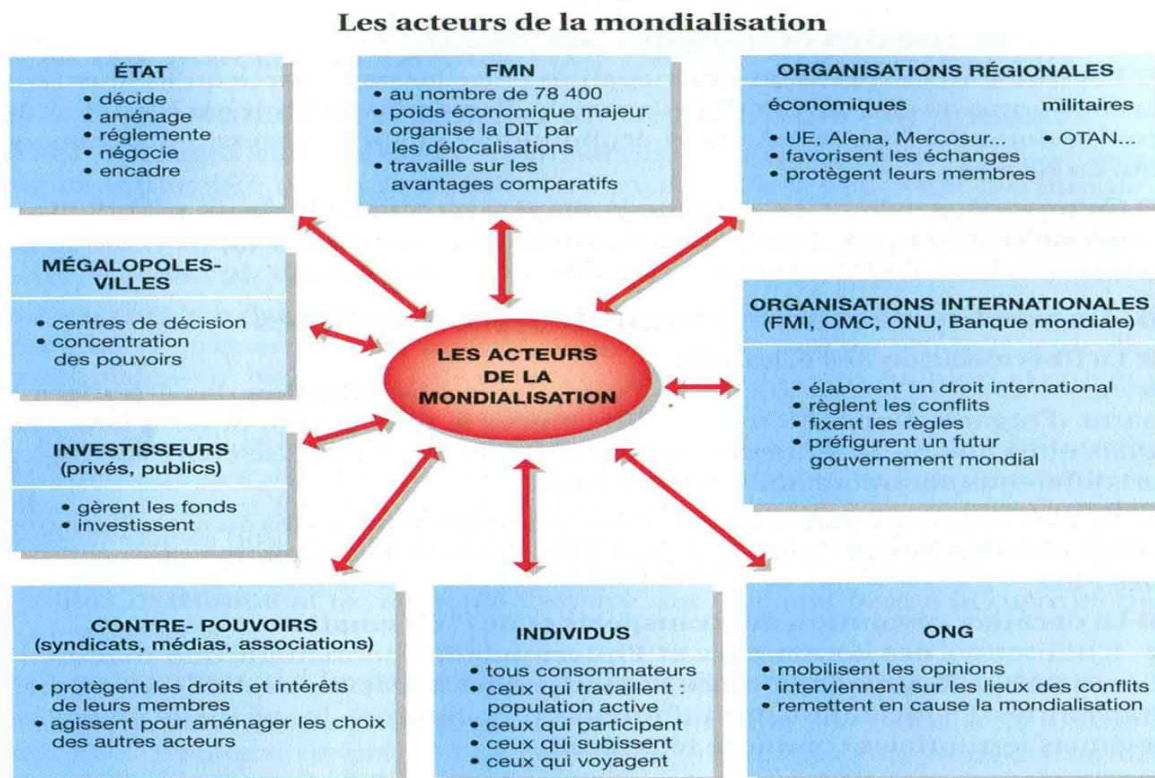 Les acteurs de la mondialisation
ÉTAT
• décide
• aménage
• réglemente
• négocie
• encadre
FMN
• au nombre de 78 400
poids économique majeur
• organise la DIT par
les délocalisations
• travaille sur les
avantages comparatifs
ORGANISATIONS RÉGIONALES
économiques militaires
• UE, Alena, Mercosur... • OTAN...
• favorisent les échanges
• protègent leurs membres
MÉGALOPOLES-
VILLES
• centres de décision
• concentration
des pouvoirs
LES ACTEURS
DE LA
MONDIALISATION
ORGANISATIONS INTERNATIONALES
(FMI, OMC, ONU, Banque mondiale)
• élaborent un droit international
• règlent les conflits
• fixent les règles
• préfigurent un futur
gouvernement mondial
INVESTISSEURS
(privés, publics)
• gèrent les fonds
• investissent
CONTRE- POUVOIRS
(syndicats, médias, associations)
• protègent les droits et intérêts
de leurs membres
• agissent pour aménager les choix
des autres acteurs
INDIVIDUS
• tous consommateurs
• ceux qui travaillent :
population active
• ceux qui participent
• ceux qui subissent
• ceux qui voyagent
ONG
• mobilisent les opinions
• interviennent sur les lieux des conflits
• remettent en cause la mondialisation